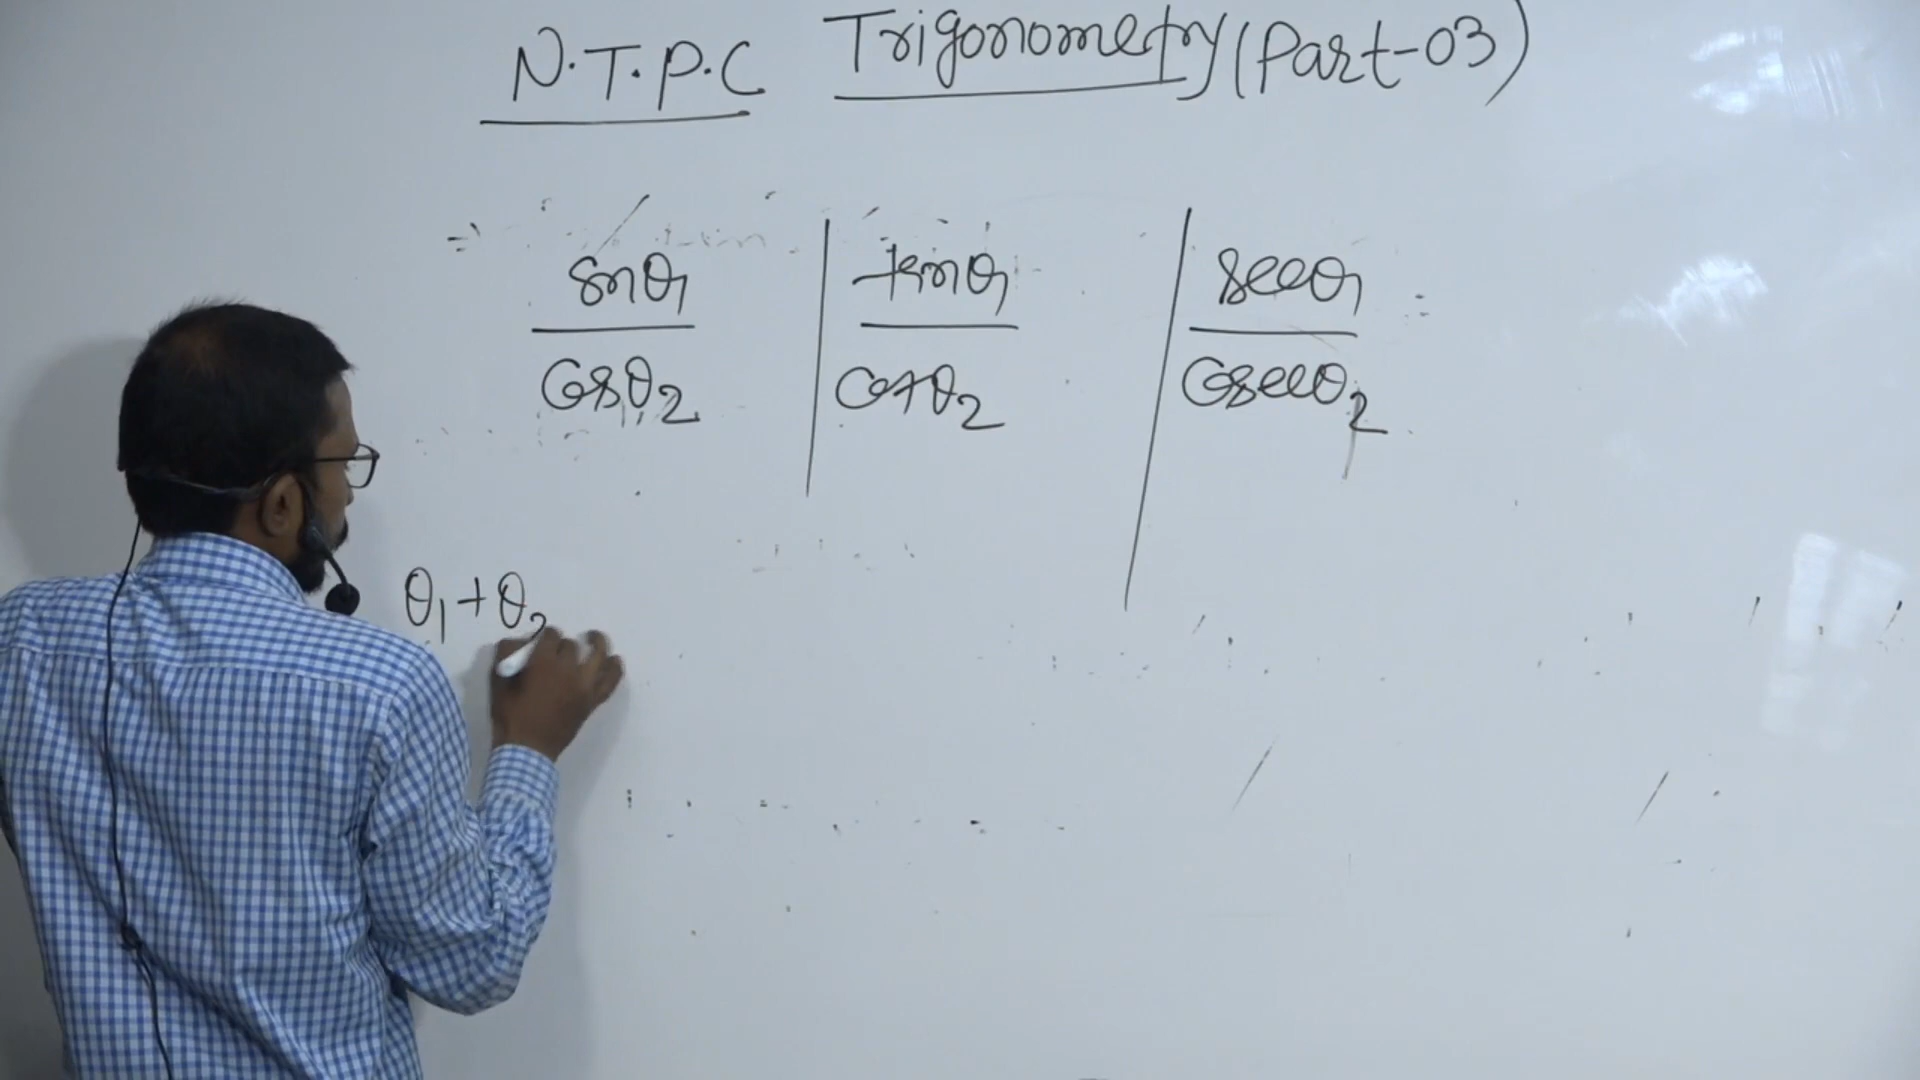 N.T.P.C Trigonometry (Part-03)
sinθ₁ tanθ₁ secθ₁
cosθ₂ cotθ₂ cosecθ₂
θ₁+θ₂